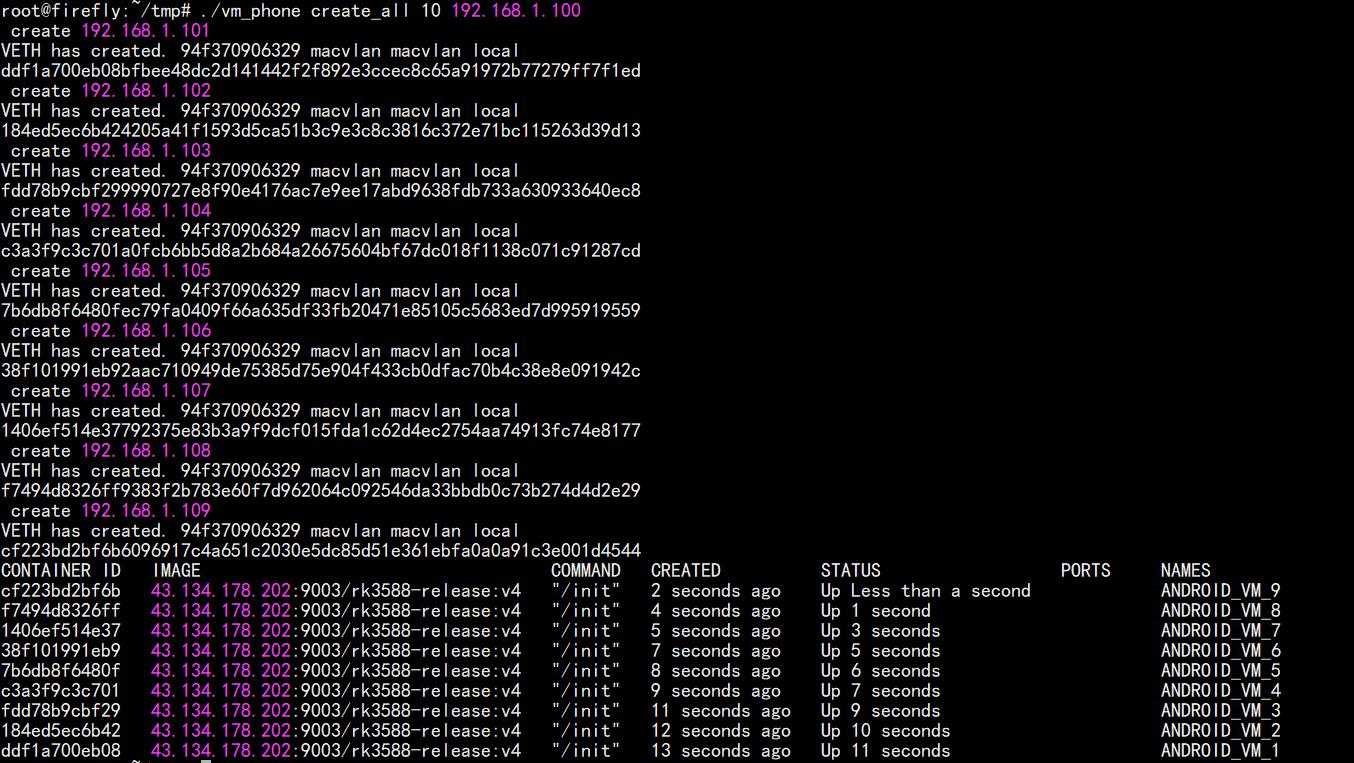 root@firefly:~/tmp# ./vm_phone create_all 10 192.168.1.100
create 192.168.1.101
VETH has created. 94f370906329 macvlan macvlan local
ddf1a700eb08bfbee48dc2d141442f2f892e3ccec8c65a91972b77279ff7f1ed
create 192.168.1.102
VETH has created. 94f370906329 macvlan macvlan local
184ed5ec6b424205a41f1593d5ca51b3c9e3c8c3816c372e71bc115263d39d13
create 192.168.1.103
VETH has created. 94f370906329 macvlan macvlan local
fdd78b9cbf299990727e8f90e4176ac7e9ee17abd9638fdb733a630933640ec8
create 192.168.1.104
VETH has created. 94f370906329 macvlan macvlan local
c3a3f9c3c701a0fcb6bb5d8a2b684a26675604bf67dc018f1138c071c91287cd
create 192.168.1.105
VETH has created. 94f370906329 macvlan macvlan local
7b6db8f6480fec79fa0409f66a635df33fb20471e85105c5683ed7d995919559
create 192.168.1.106
VETH has created. 94f370906329 macvlan macvlan local
38f101991eb92aac710949de75385d75e904f433cb0dfac70b4c38e8e091942c
create 192.168.1.107
VETH has created. 94f370906329 macvlan macvlan local
1406ef514e37792375e83b3a9f9dcf015fda1c62d4ec2754aa74913fc74e8177
create 192.168.1.108
VETH has created. 94f370906329 macvlan macvlan local
f7494d8326ff9383f2b783e60f7d962064c092546da33bbdb0c73b274d4d2e29
create 192.168.1.109
VETH has created. 94f370906329 macvlan macvlan local
cf223bd2bf6b6096917c4a651c2030e5dc85d51e361ebfa0a0a91c3e001d4544
CONTAINER ID IMAGE COMMAND CREATED STATUS PORTS NAMES
cf223bd2bf6b 43.134.178.202:9003/rk3588-release:v4 "/init" 2 seconds ago Up Less than a second ANDROID_VM_9
f7494d8326ff 43.134.178.202:9003/rk3588-release:v4 "/init" 4 seconds ago Up 1 second ANDROID_VM_8
1406ef514e37 43.134.178.202:9003/rk3588-release:v4 "/init" 5 seconds ago Up 3 seconds ANDROID_VM_7
38f101991eb9 43.134.178.202:9003/rk3588-release:v4 "/init" 7 seconds ago Up 5 seconds ANDROID_VM_6
7b6db8f6480f 43.134.178.202:9003/rk3588-release:v4 "/init" 8 seconds ago Up 6 seconds ANDROID_VM_5
c3a3f9c3c701 43.134.178.202:9003/rk3588-release:v4 "/init" 9 seconds ago Up 7 seconds ANDROID_VM_4
fdd78b9cbf29 43.134.178.202:9003/rk3588-release:v4 "/init" 11 seconds ago Up 9 seconds ANDROID_VM_3
184ed5ec6b42 43.134.178.202:9003/rk3588-release:v4 "/init" 12 seconds ago Up 10 seconds ANDROID_VM_2
ddf1a700eb08 43.134.178.202:9003/rk3588-release:v4 "/init" 13 seconds ago Up 11 seconds ANDROID_VM_1